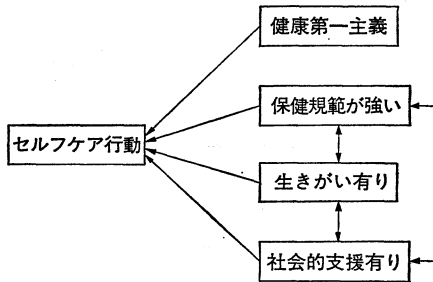 健康第一主義
保健規範が強い
セルフケア行動
生きがい有り
社会的支援有り